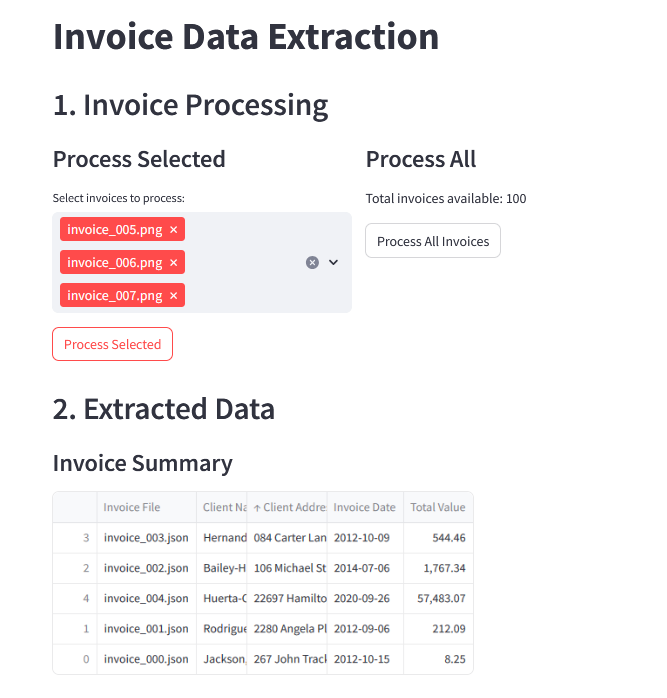 Invoice Data Extraction
1. Invoice Processing
Process Selected
Select invoices to process:
invoice_005.png ×
invoice_006.png ×
invoice_007.png ×
Process Selected
Process All
Total invoices available: 100
Process All Invoices
2. Extracted Data
Invoice Summary
Invoice File Client Na ↑ Client Addre Invoice Date Total Value
3 invoice_003.json Hernand 084 Carter Lan 2012-10-09 544.46
2 invoice_002.json Bailey-H 106 Michael St 2014-07-06 1,767.34
4 invoice_004.json Huerta-C 22697 Hamilto 2020-09-26 57,483.07
1 invoice_001.json Rodrigue 2280 Angela Pl 2012-09-06 212.09
0 invoice_000.json Jackson, 267 John Track 2012-10-15 8.25